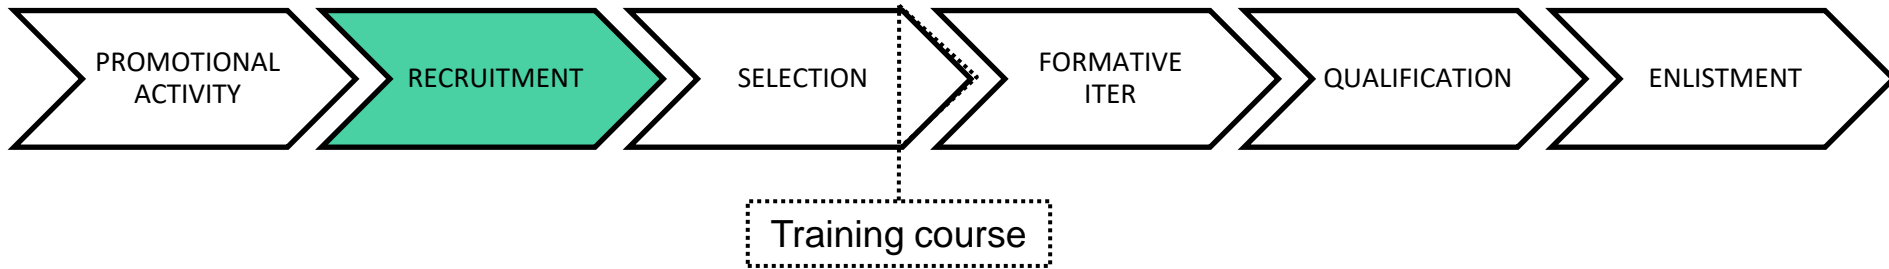 PROMOTIONAL
ACTIVITY
RECRUITMENT
SELECTION
FORMATIVE
ITER
QUALIFICATION
ENLISTMENT
Training course